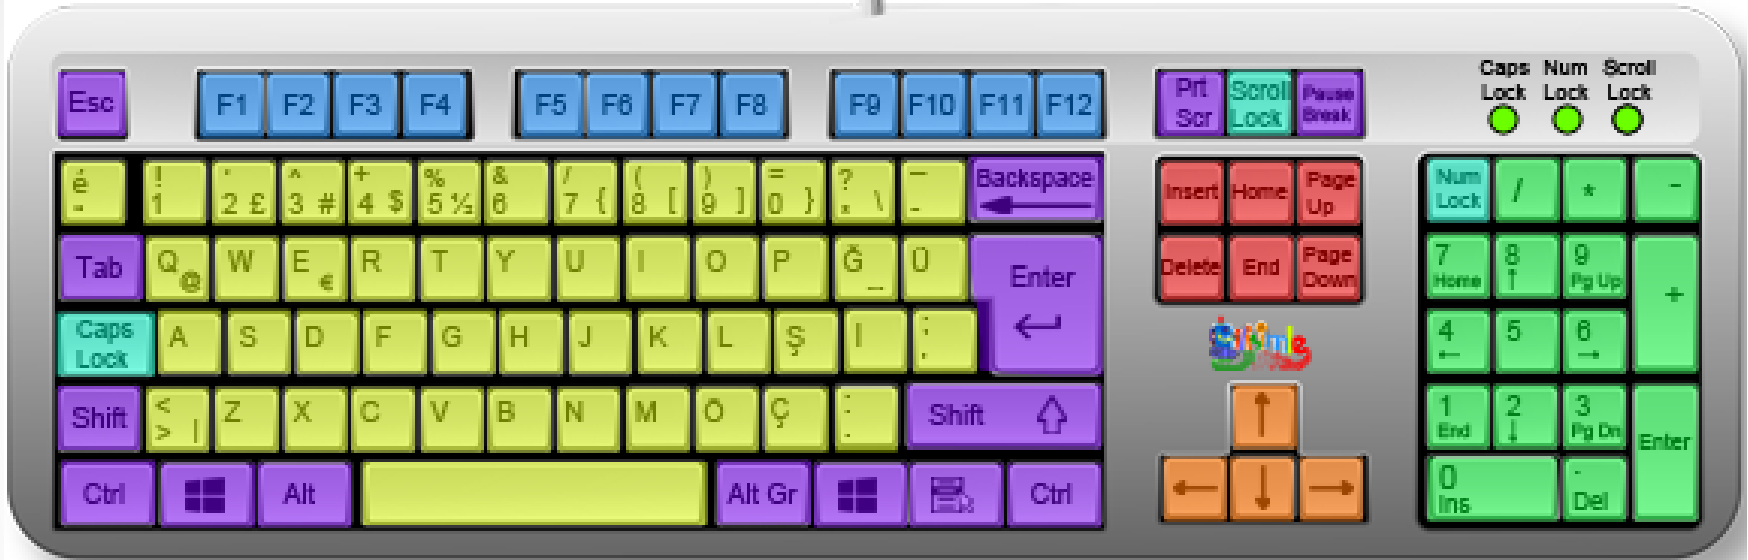 Caps Num Scroll
Lock Lock Lock
Esc F1 F2 F3 F4 F5 F6 F7 F8 F9 F10 F11 F12
Prt Scr
Scroll Lock
Pause Break
é ! ' ^ + % & / ( ) = ? _ Backspace
1 2 £ 3 # 4 $ 5 ½ 6 7 { 8 [ 9 ] 0 } * \ -
Insert Home Page Up
Num Lock / * -
Tab Q @ W E € R T Y U I O P Ğ Ü Enter
Delete End Page Down
7 Home 8 ↑ 9 Pg Up +
Caps Lock A S D F G H J K L Ş İ ; ,
4 ← 5 6 →
Shift < > | Z X C V B N M Ö Ç : . Shift
↑
1 End 2 ↓ 3 Pg Dn Enter
Ctrl Alt Alt Gr Ctrl
← ↓ →
0 Ins . Del